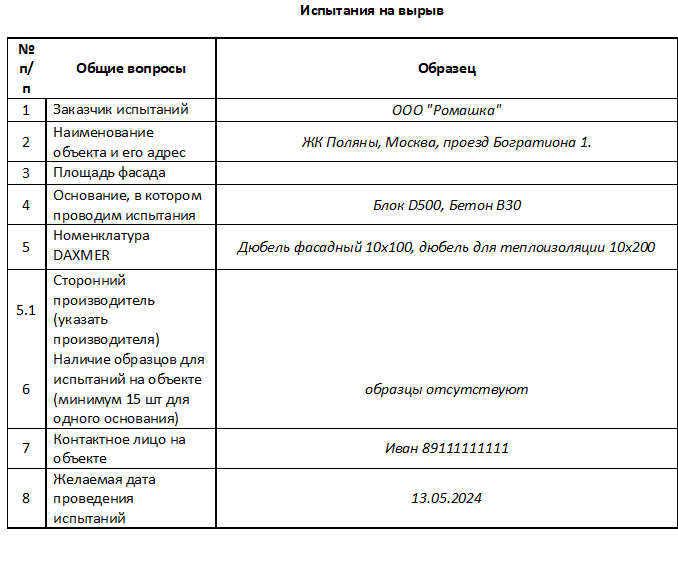 Испытания на вырыв
№
п/
п
Общие вопросы
Образец
1
Заказчик испытаний
ООО "Ромашка"
2
Наименование
объекта и его адрес
ЖК Поляны, Москва, проезд Богратиона 1.
3
Площадь фасада
4
Основание, в котором
проводим испытания
Блок D500, Бетон B30
5
Номенклатура
DAXMER
Дюбель фасадный 10х100, дюбель для теплоизоляции 10х200
5.1
Сторонний
производитель
(указать
производителя)
6
Наличие образцов для
испытаний на объекте
(минимум 15 шт для
одного основания)
образцы отсутствуют
7
Контактное лицо на
объекте
Иван 89111111111
8
Желаемая дата
проведения
испытаний
13.05.2024